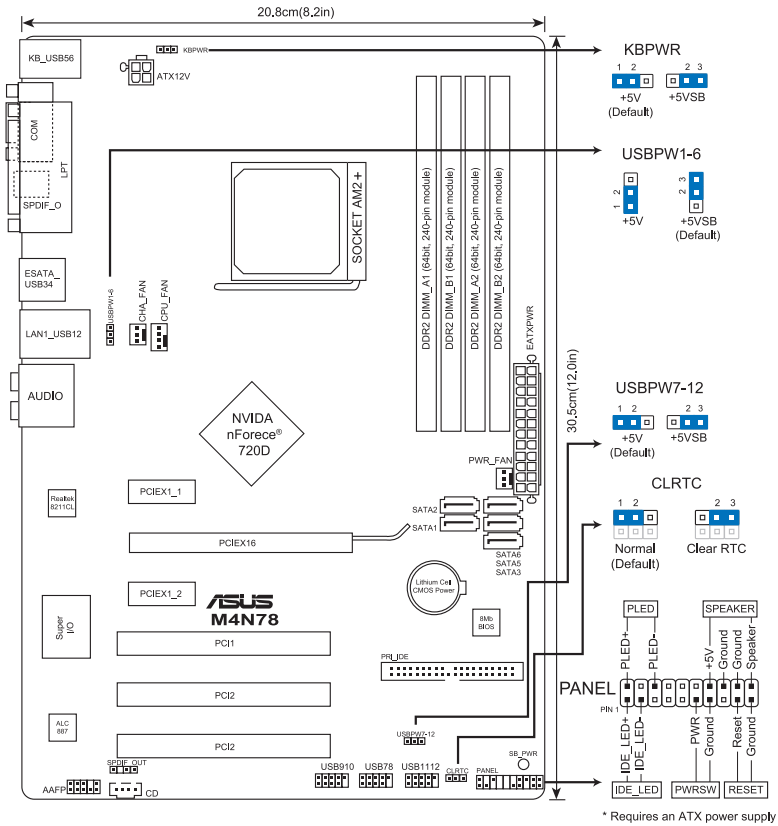 20.8cm(8.2in)
KB_USB56
KBPWR
ATX12V
KBPWR
1 2
2 3
+5V
(Default)
+5VSB
COM
LPT
SPDIF_O
SOCKET AM2+
DDR2 DIMM_A1 (64bit, 240-pin module)
DDR2 DIMM_B1 (64bit, 240-pin module)
DDR2 DIMM_A2 (64bit, 240-pin module)
DDR2 DIMM_B2 (64bit, 240-pin module)
USBPW1-6
1 2
2 3
+5V
+5VSB
(Default)
ESATA_
USB34
USBPW1-6
CHA_FAN
CPU_FAN
LAN1_USB12
EATXPWR
30.5cm(12.0in)
AUDIO
NVIDA
nForece®
720D
USBPW7-12
1 2
2 3
+5V
(Default)
+5VSB
PWR_FAN
Realtek
8211CL
PCIEX1_1
SATA2
SATA1
CLRTC
1 2
2 3
Normal
(Default)
Clear RTC
PCIEX16
SATA6
SATA5
SATA3
PCIEX1_2
Lithium Cell
CMOS Power
Super
I/O
ASUS
M4N78
8Mb
BIOS
PLED
SPEAKER
PCI1
PLED+
PLED-
+5V
Ground
Ground
Speaker
PRI_IDE
PANEL
PIN 1
PCI2
ALC
887
PCI2
USBPW7-12
IDE_LED+
IDE_LED-
PWR
Ground
Reset
Ground
SPDIF_OUT
AAFP
CD
USB910
USB78
USB1112
CLRTC
PANEL
SB_PWR
IDE_LED
PWRSW
RESET
* Requires an ATX power supply